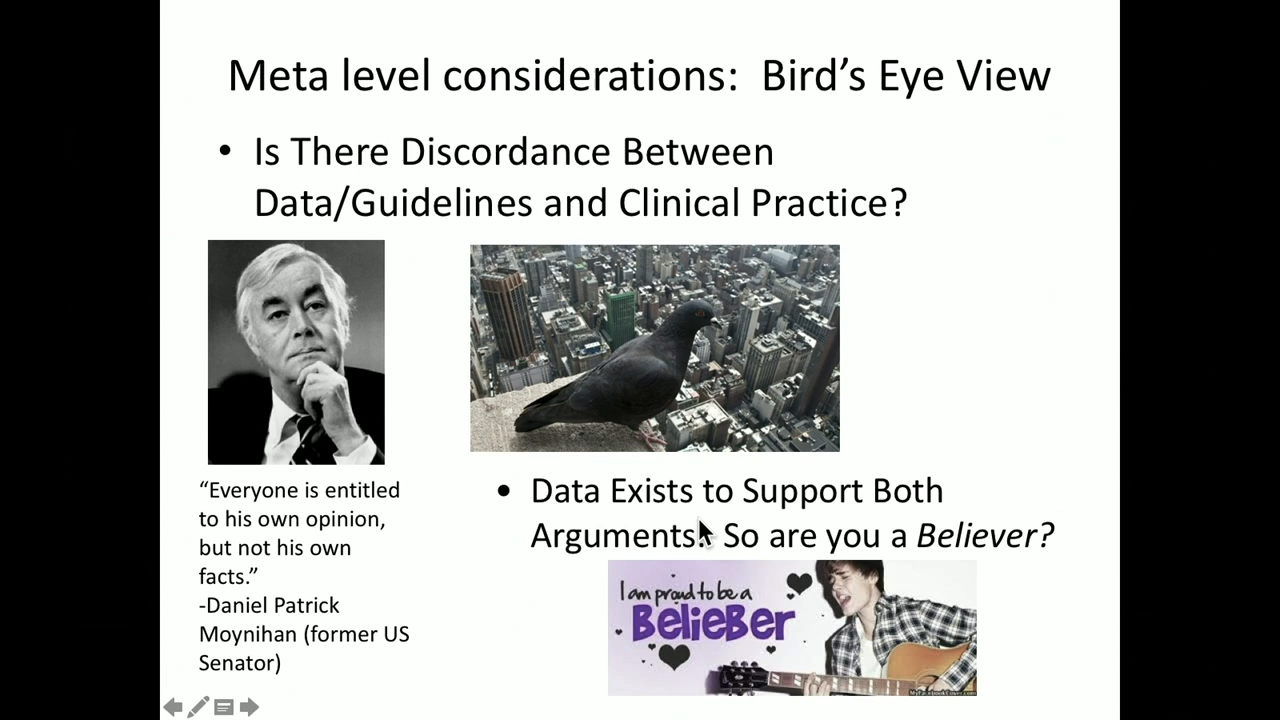 Meta level considerations:  Bird’s Eye View
• Is There Discordance Between
Data/Guidelines and Clinical Practice?
“Everyone is entitled
to his own opinion,
but not his own
facts.”
-Daniel Patrick
Moynihan (former US
Senator)
• Data Exists to Support Both
Arguments. So are you a Believer?
I am proud to be a
BELIEBER
MyFacebookCover.com